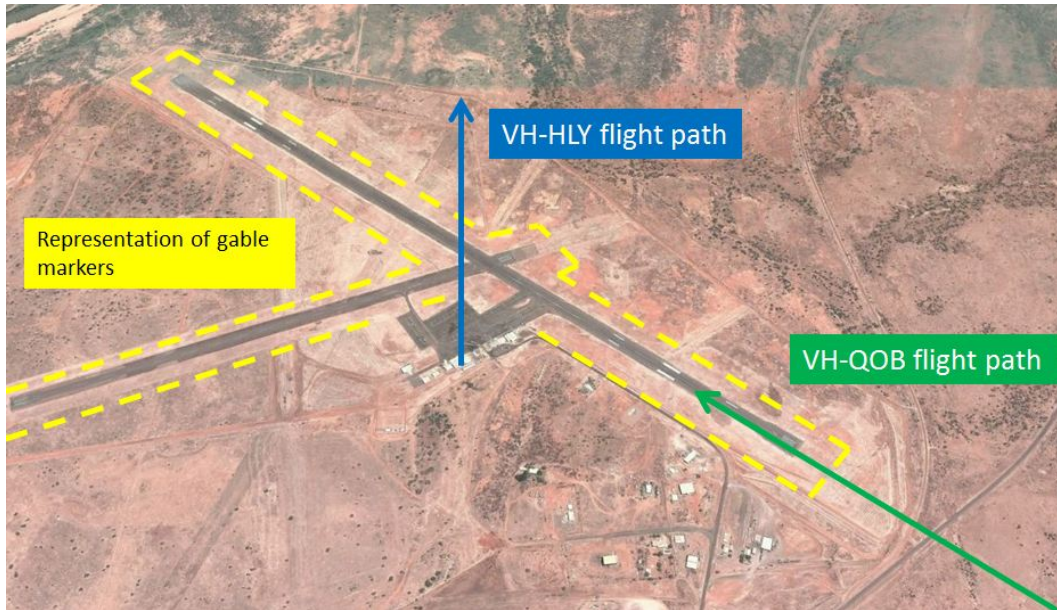 VH-HLY flight path
Representation of gable
markers
VH-QOB flight path